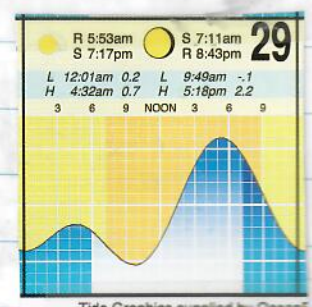 R 5:53am S 7:11am 29
S 7:17pm R 8:43pm
L 12:01am 0.2 L 9:49am -.1
H 4:32am 0.7 H 5:18pm 2.2
3 6 9 NOON 3 6 9
Tide Graphics supplied by